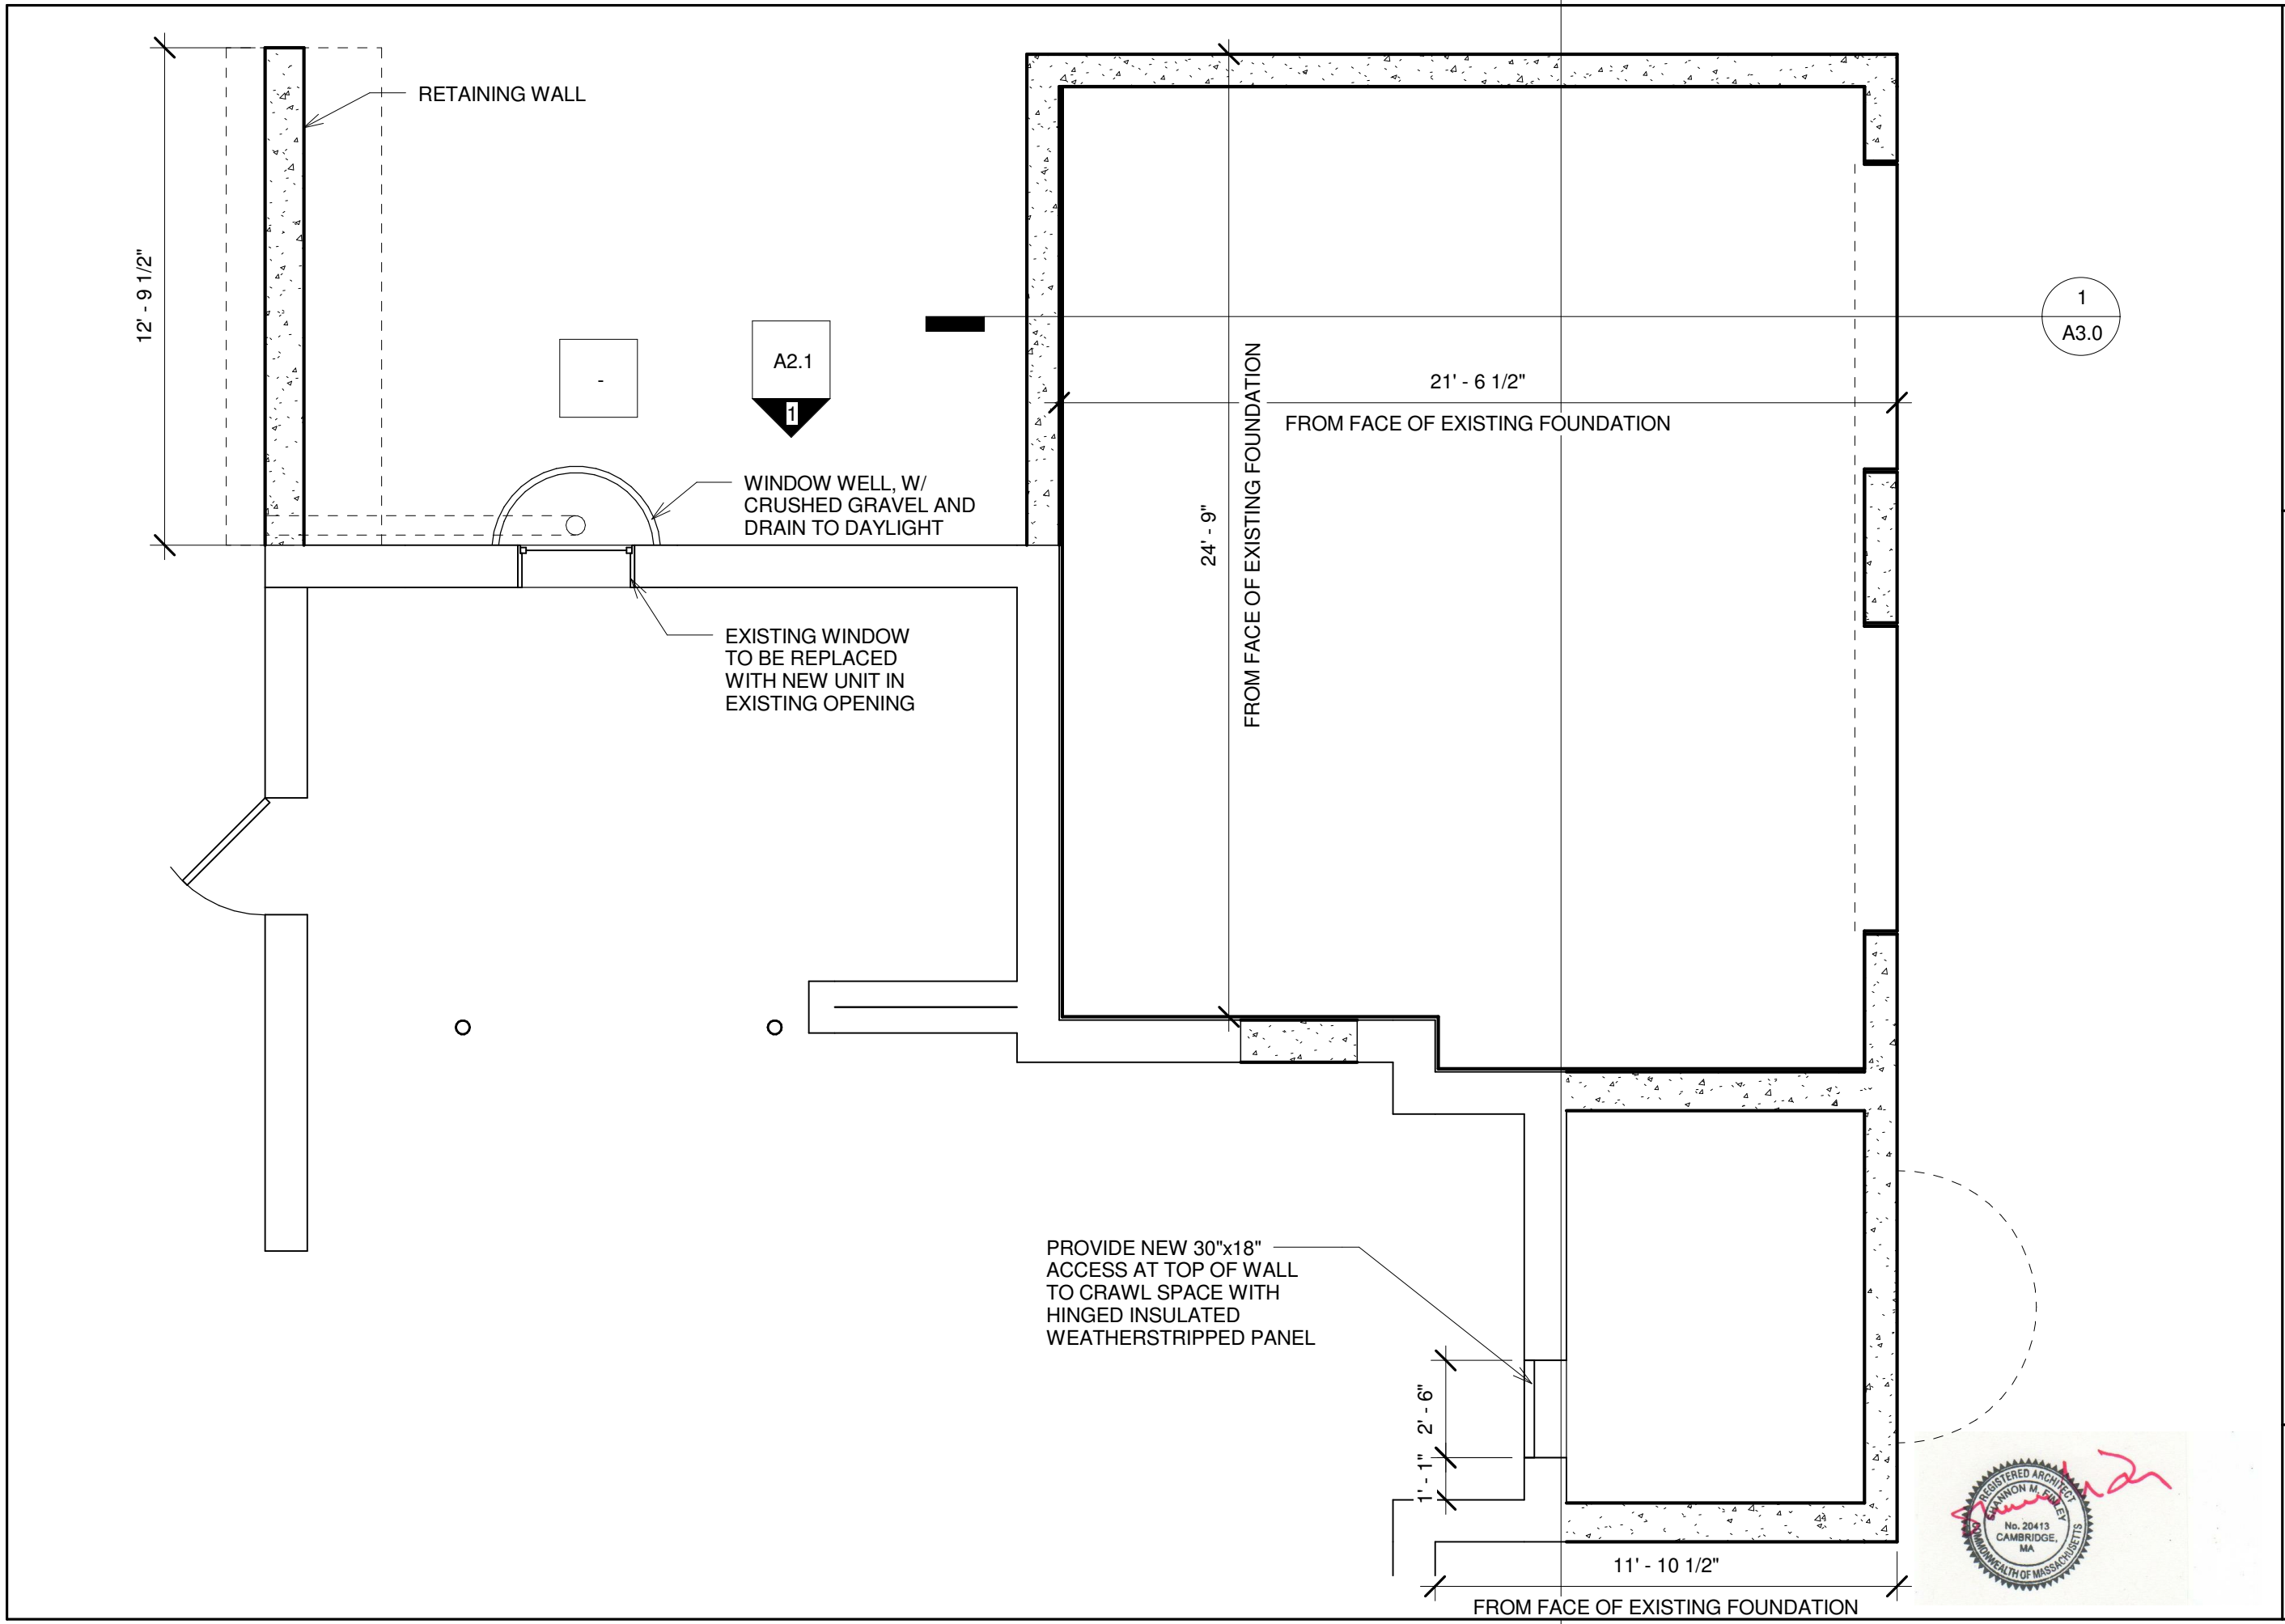 RETAINING WALL
12' - 9 1/2"
-
A2.1
1
1
A3.0
21' - 6 1/2"
FROM FACE OF EXISTING FOUNDATION
24' - 9"
FROM FACE OF EXISTING FOUNDATION
WINDOW WELL, W/
CRUSHED GRAVEL AND
DRAIN TO DAYLIGHT
EXISTING WINDOW
TO BE REPLACED
WITH NEW UNIT IN
EXISTING OPENING
PROVIDE NEW 30"x18"
ACCESS AT TOP OF WALL
TO CRAWL SPACE WITH
HINGED INSULATED
WEATHERSTRIPPED PANEL
2' - 6"
1' - 1"
11' - 10 1/2"
FROM FACE OF EXISTING FOUNDATION
REGISTERED ARCHITECT
SHANNON M. FINLEY
No. 20413
CAMBRIDGE,
MA
COMMONWEALTH OF MASSACHUSETTS